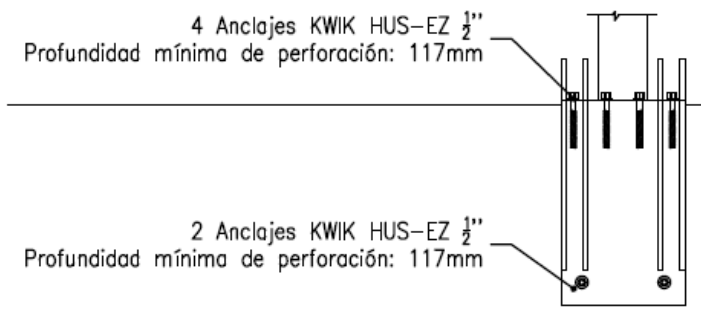 4 Anclajes KWIK HUS-EZ ½''
Profundidad mínima de perforación: 117mm
2 Anclajes KWIK HUS-EZ ½''
Profundidad mínima de perforación: 117mm